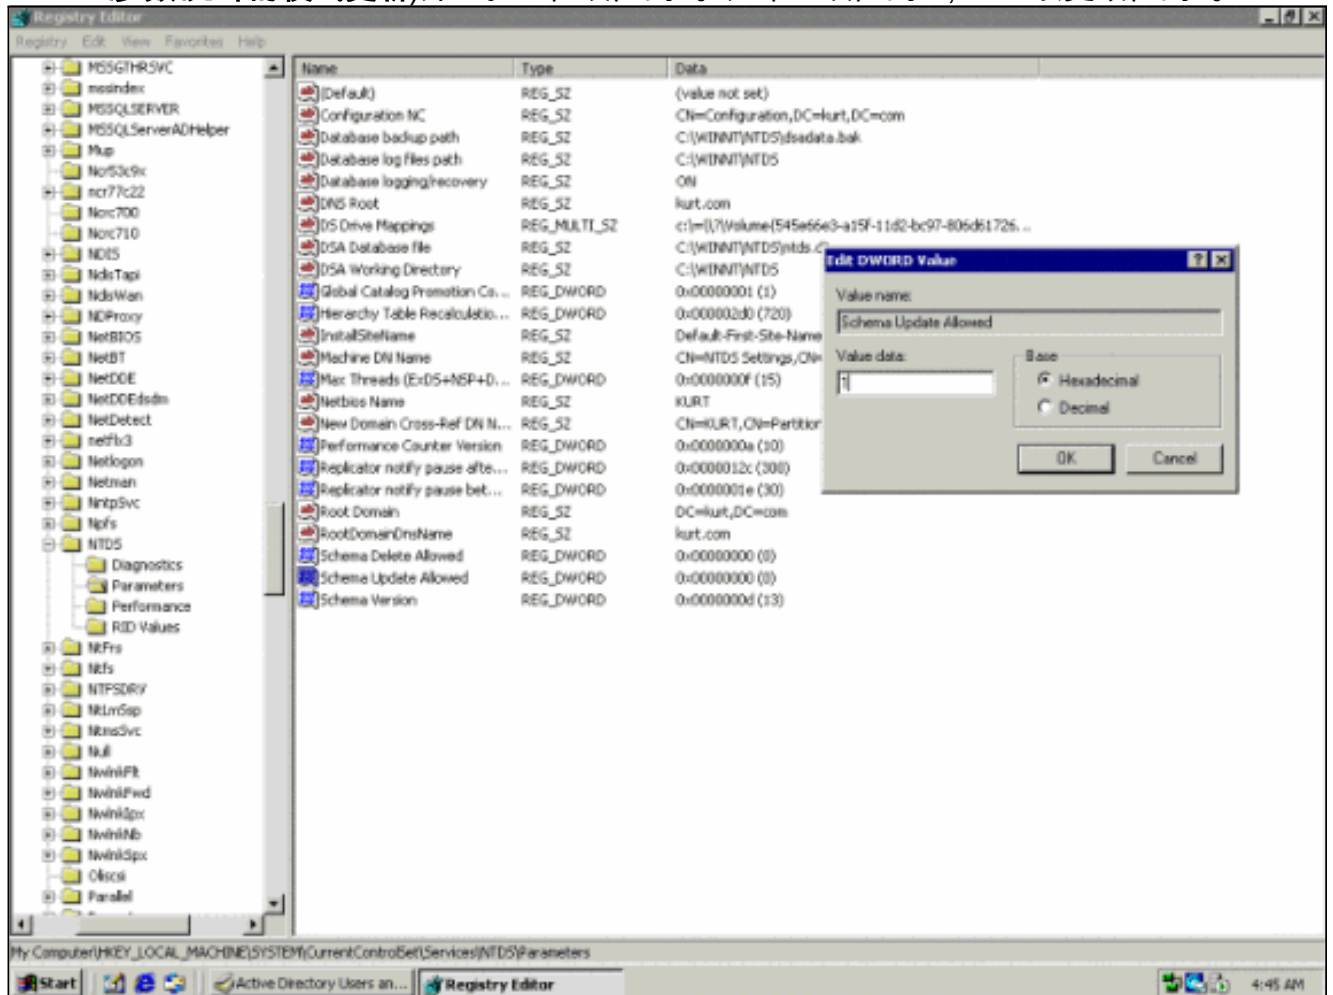 Registry Editor
Registry Edit View Favorites Help
MSSGTHRSVC
mssindex
MSSQLSERVER
MSSQLServerADHelper
Mup
Ncr53c9x
ncr77c22
Ncrc700
Ncrc710
NDIS
NdisTapi
NdisWan
NDProxy
NetBIOS
NetBT
NetDDE
NetDDEdsdm
NetDetect
netflx3
Netlogon
Netman
NntpSvc
Npfs
NTDS
Diagnostics
Parameters
Performance
RID Values
NtFrs
Ntfs
NTFSDRV
NtLmSsp
NtmsSvc
Null
NwlnkFlt
NwlnkFwd
NwlnkIpx
NwlnkNb
NwlnkSpx
Oliscsi
Parallel
Name Type Data
(Default) REG_SZ (value not set)
Configuration NC REG_SZ CN=Configuration,DC=kurt,DC=com
Database backup path REG_SZ C:\WINNT\NTDS\dsadata.bak
Database log files path REG_SZ C:\WINNT\NTDS
Database logging/recovery REG_SZ ON
DNS Root REG_SZ kurt.com
DS Drive Mappings REG_MULTI_SZ c:\=\\?\Volume{545e66e3-a15f-11d2-bc97-806d61726...
DSA Database file REG_SZ C:\WINNT\NTDS\ntds.d
DSA Working Directory REG_SZ C:\WINNT\NTDS
Global Catalog Promotion Co... REG_DWORD 0x00000001 (1)
Hierarchy Table Recalculatio... REG_DWORD 0x000002d0 (720)
InstallSiteName REG_SZ Default-First-Site-Name
Machine DN Name REG_SZ CN=NTDS Settings,CN=
Max Threads (ExDS+NSP+D... REG_DWORD 0x0000000f (15)
Netbios Name REG_SZ KURT
New Domain Cross-Ref DN N... REG_SZ CN=KURT,CN=Partition
Performance Counter Version REG_DWORD 0x0000000a (10)
Replicator notify pause afte... REG_DWORD 0x0000012c (300)
Replicator notify pause bet... REG_DWORD 0x0000001e (30)
Root Domain REG_SZ DC=kurt,DC=com
RootDomainDnsName REG_SZ kurt.com
Schema Delete Allowed REG_DWORD 0x00000000 (0)
Schema Update Allowed REG_DWORD 0x00000000 (0)
Schema Version REG_DWORD 0x0000000d (13)
Edit DWORD Value
Value name:
Schema Update Allowed
Value data:
1
Base
Hexadecimal
Decimal
OK Cancel
My Computer\HKEY_LOCAL_MACHINE\SYSTEM\CurrentControlSet\Services\NTDS\Parameters
Start Active Directory Users an... Registry Editor 4:45 AM